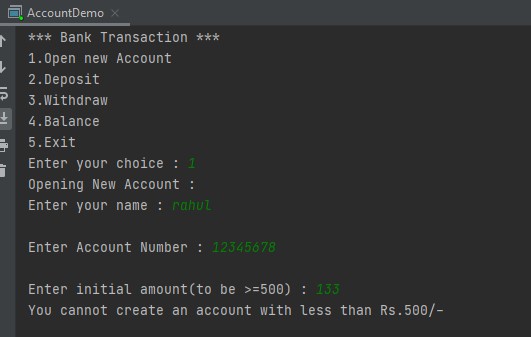 AccountDemo
*** Bank Transaction ***
1.Open new Account
2.Deposit
3.Withdraw
4.Balance
5.Exit
Enter your choice : 1
Opening New Account :
Enter your name : rahul
Enter Account Number : 12345678
Enter initial amount(to be >=500) : 133
You cannot create an account with less than Rs.500/-